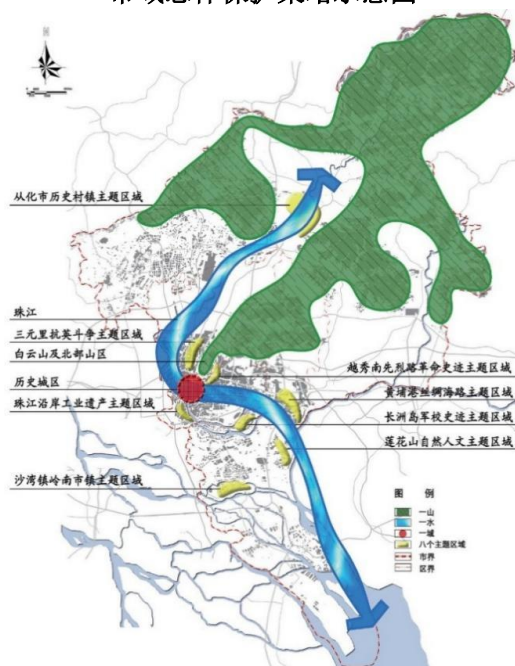 从化市历史村镇主题区域
珠江
三元里抗英斗争主题区域
白云山及北部山区
历史城区
珠江沿岸工业遗产主题区域
沙湾镇岭南市镇主题区域
越秀南先烈路革命史迹主题区域
黄埔港丝绸海路主题区域
长洲岛军校史迹主题区域
莲花山自然人文主题区域
图 例
一山
一水
一城
八个主题区域
市界
区界